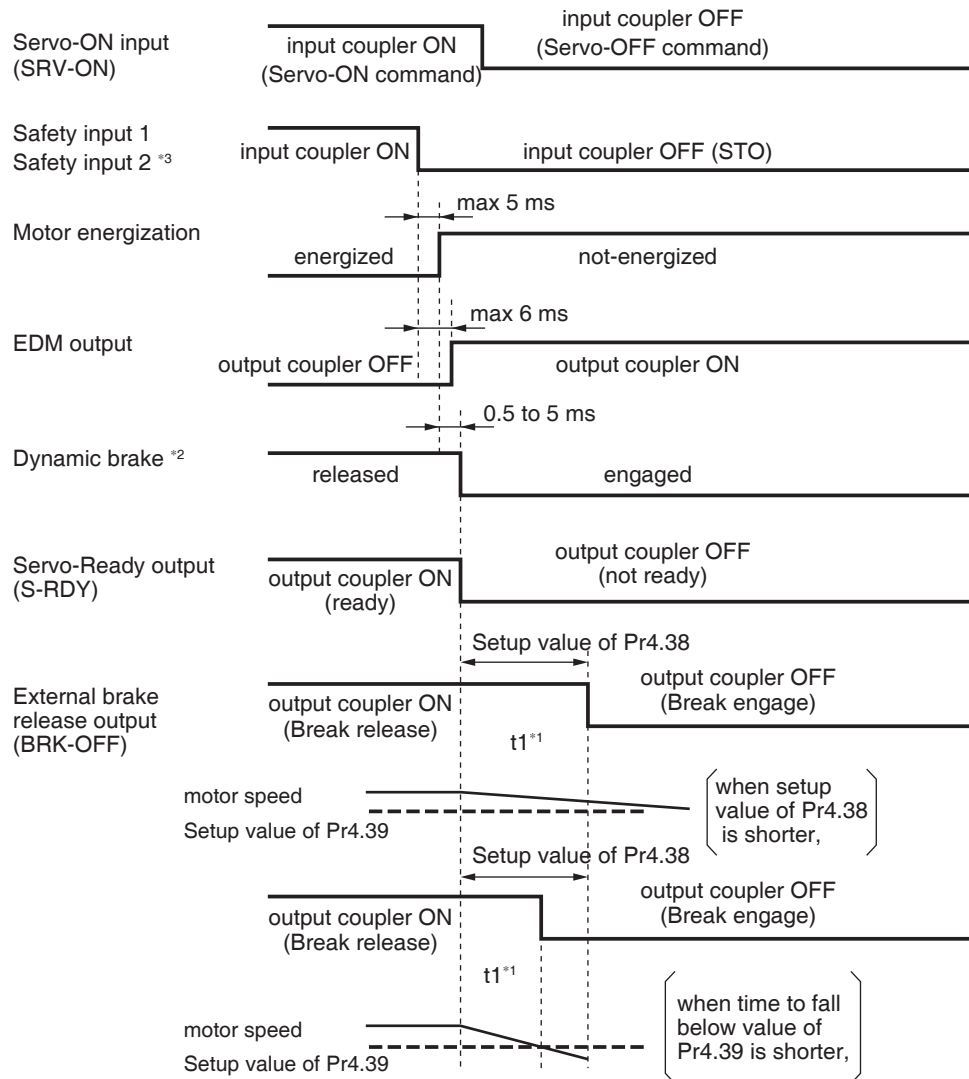 Servo-ON input
(SRV-ON)
input coupler ON
(Servo-ON command)
input coupler OFF
(Servo-OFF command)
Safety input 1
Safety input 2 *3
input coupler ON
input coupler OFF (STO)
max 5 ms
Motor energization
energized
not-energized
max 6 ms
EDM output
output coupler OFF
output coupler ON
0.5 to 5 ms
Dynamic brake *2
released
engaged
Servo-Ready output
(S-RDY)
output coupler ON
(ready)
output coupler OFF
(not ready)
Setup value of Pr4.38
External brake
release output
(BRK-OFF)
output coupler ON
(Break release)
output coupler OFF
(Break engage)
t1*1
motor speed
Setup value of Pr4.39
when setup
value of Pr4.38
is shorter,
Setup value of Pr4.38
output coupler ON
(Break release)
output coupler OFF
(Break engage)
t1*1
motor speed
Setup value of Pr4.39
when time to fall
below value of
Pr4.39 is shorter,